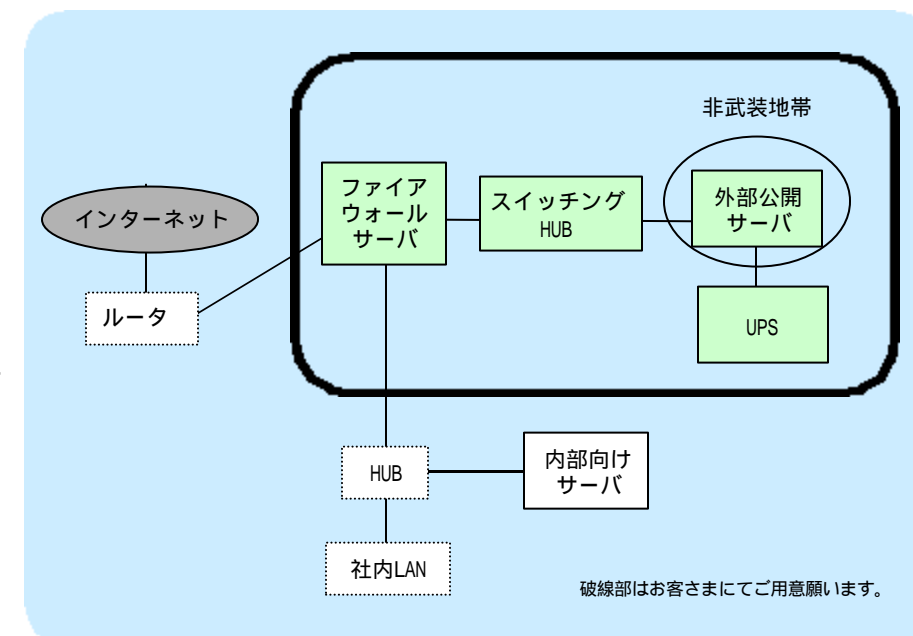 非武装地帯
ファイア
ウォール
サーバ
スイッチング
HUB
外部公開
サーバ
インターネット
ルータ
UPS
HUB
内部向け
サーバ
社内LAN
破線部はお客さまにてご用意願います。